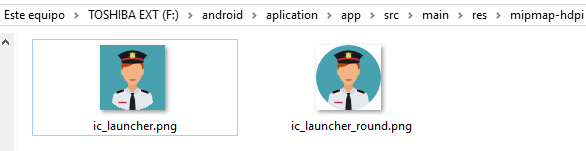 Este equipo > TOSHIBA EXT (F:) > android > aplication > app > src > main > res > mipmap-hdpi
ic_launcher.png
ic_launcher_round.png